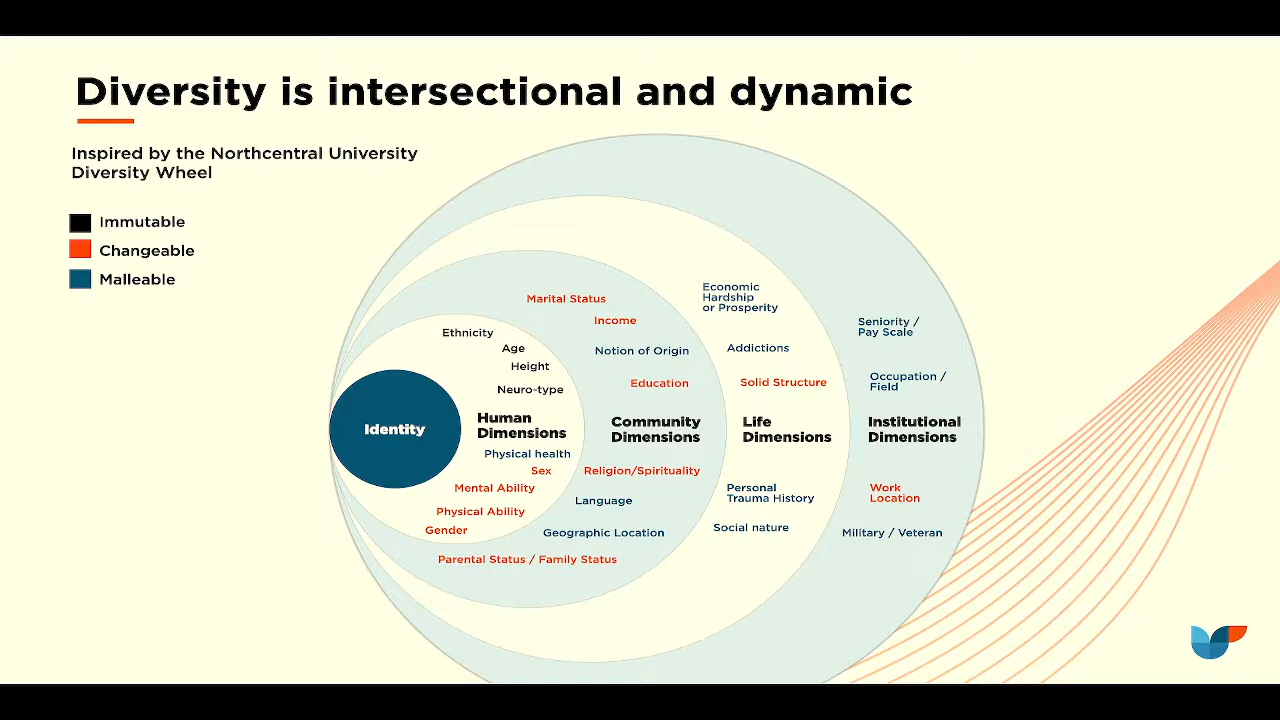 Diversity is intersectional and dynamic
Inspired by the Northcentral University
Diversity Wheel
Immutable
Changeable
Malleable
Identity
Ethnicity
Age
Height
Neuro-type
Human
Dimensions
Physical health
Sex
Mental Ability
Physical Ability
Gender
Marital Status
Income
Notion of Origin
Education
Community
Dimensions
Religion/Spirituality
Language
Geographic Location
Parental Status / Family Status
Economic
Hardship
or Prosperity
Addictions
Solid Structure
Life
Dimensions
Personal
Trauma History
Social nature
Seniority /
Pay Scale
Occupation /
Field
Institutional
Dimensions
Work
Location
Military / Veteran